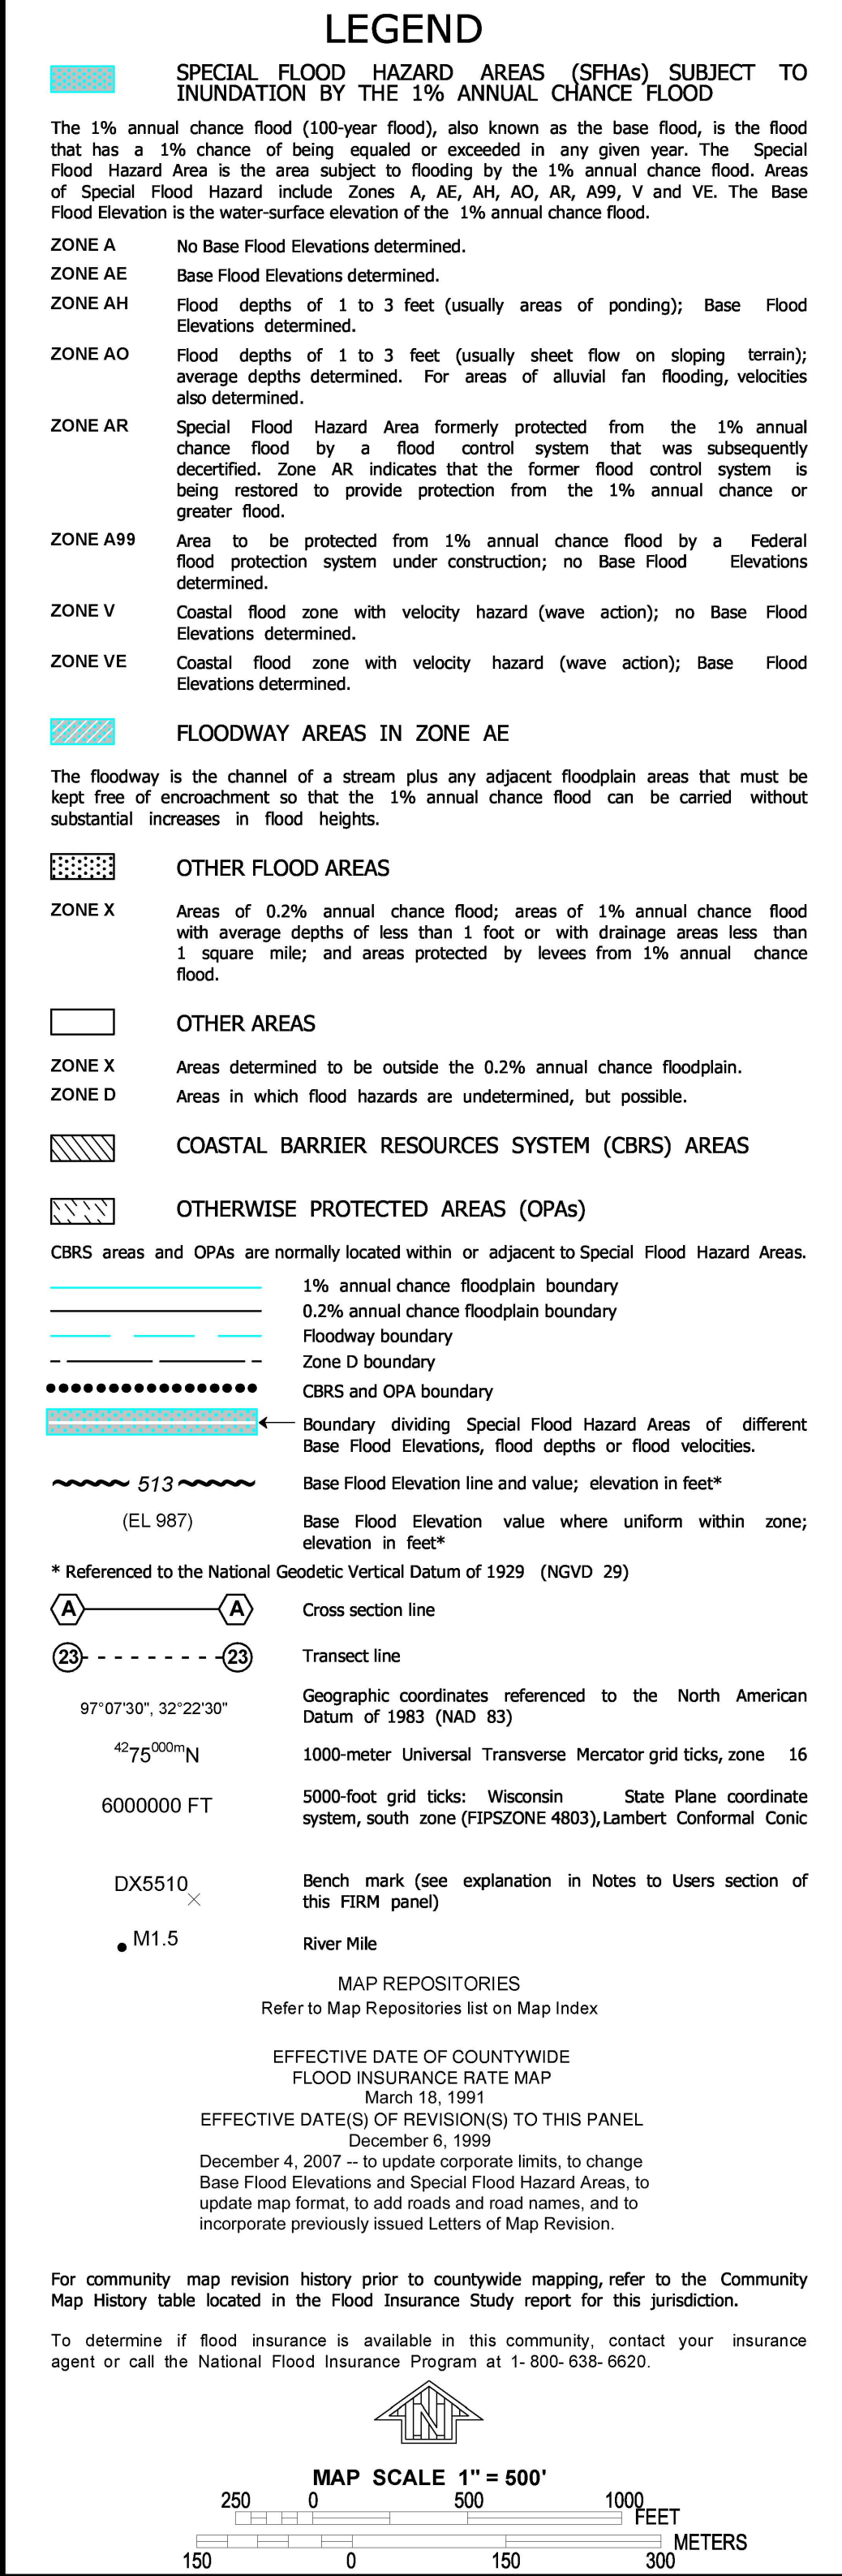 LEGEND
SPECIAL FLOOD HAZARD AREAS (SFHAs) SUBJECT TO
INUNDATION BY THE 1% ANNUAL CHANCE FLOOD
The 1% annual chance flood (100-year flood), also known as the base flood, is the flood
that has a 1% chance of being equaled or exceeded in any given year. The Special
Flood Hazard Area is the area subject to flooding by the 1% annual chance flood. Areas
of Special Flood Hazard include Zones A, AE, AH, AO, AR, A99, V and VE. The Base
Flood Elevation is the water-surface elevation of the 1% annual chance flood.
ZONE A No Base Flood Elevations determined.
ZONE AE Base Flood Elevations determined.
ZONE AH Flood depths of 1 to 3 feet (usually areas of ponding); Base Flood
Elevations determined.
ZONE AO Flood depths of 1 to 3 feet (usually sheet flow on sloping terrain);
average depths determined. For areas of alluvial fan flooding, velocities
also determined.
ZONE AR Special Flood Hazard Area formerly protected from the 1% annual
chance flood by a flood control system that was subsequently
decertified. Zone AR indicates that the former flood control system is
being restored to provide protection from the 1% annual chance or
greater flood.
ZONE A99 Area to be protected from 1% annual chance flood by a Federal
flood protection system under construction; no Base Flood Elevations
determined.
ZONE V Coastal flood zone with velocity hazard (wave action); no Base Flood
Elevations determined.
ZONE VE Coastal flood zone with velocity hazard (wave action); Base Flood
Elevations determined.
FLOODWAY AREAS IN ZONE AE
The floodway is the channel of a stream plus any adjacent floodplain areas that must be
kept free of encroachment so that the 1% annual chance flood can be carried without
substantial increases in flood heights.
OTHER FLOOD AREAS
ZONE X Areas of 0.2% annual chance flood; areas of 1% annual chance flood
with average depths of less than 1 foot or with drainage areas less than
1 square mile; and areas protected by levees from 1% annual chance
flood.
OTHER AREAS
ZONE X Areas determined to be outside the 0.2% annual chance floodplain.
ZONE D Areas in which flood hazards are undetermined, but possible.
COASTAL BARRIER RESOURCES SYSTEM (CBRS) AREAS
OTHERWISE PROTECTED AREAS (OPAs)
CBRS areas and OPAs are normally located within or adjacent to Special Flood Hazard Areas.
1% annual chance floodplain boundary
0.2% annual chance floodplain boundary
Floodway boundary
Zone D boundary
CBRS and OPA boundary
Boundary dividing Special Flood Hazard Areas of different
Base Flood Elevations, flood depths or flood velocities.
513 Base Flood Elevation line and value; elevation in feet*
(EL 987) Base Flood Elevation value where uniform within zone;
elevation in feet*
* Referenced to the National Geodetic Vertical Datum of 1929 (NGVD 29)
A A Cross section line
23 23 Transect line
97°07'30", 32°22'30" Geographic coordinates referenced to the North American
Datum of 1983 (NAD 83)
4275000mN 1000-meter Universal Transverse Mercator grid ticks, zone 16
6000000 FT 5000-foot grid ticks: Wisconsin State Plane coordinate
system, south zone (FIPSZONE 4803), Lambert Conformal Conic
DX5510 Bench mark (see explanation in Notes to Users section of
this FIRM panel)
M1.5 River Mile
MAP REPOSITORIES
Refer to Map Repositories list on Map Index
EFFECTIVE DATE OF COUNTYWIDE
FLOOD INSURANCE RATE MAP
March 18, 1991
EFFECTIVE DATE(S) OF REVISION(S) TO THIS PANEL
December 6, 1999
December 4, 2007 -- to update corporate limits, to change
Base Flood Elevations and Special Flood Hazard Areas, to
update map format, to add roads and road names, and to
incorporate previously issued Letters of Map Revision.
For community map revision history prior to countywide mapping, refer to the Community
Map History table located in the Flood Insurance Study report for this jurisdiction.
To determine if flood insurance is available in this community, contact your insurance
agent or call the National Flood Insurance Program at 1- 800- 638- 6620.
N
MAP SCALE 1" = 500'
250 0 500 1000
FEET
METERS
150 0 150 300